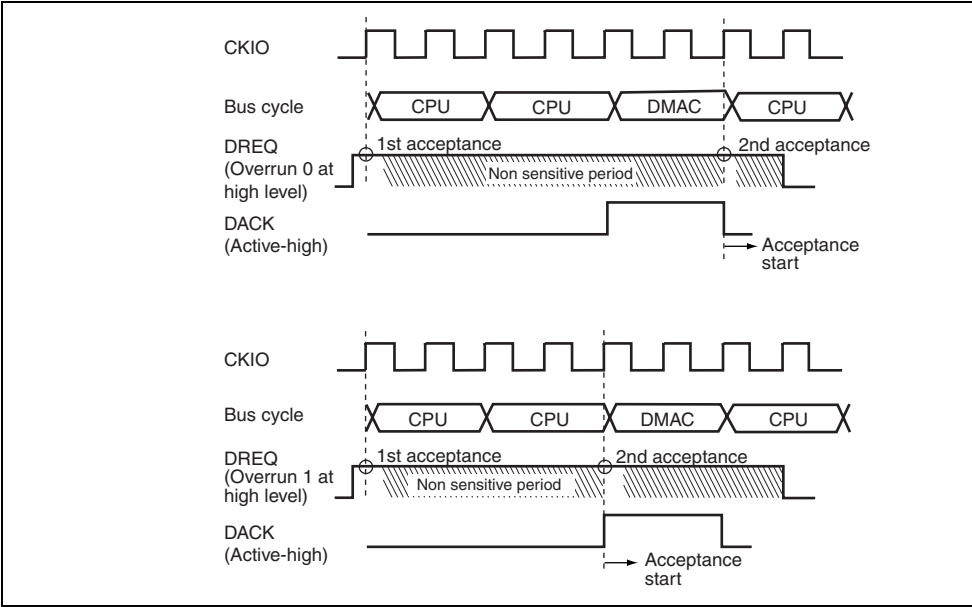 CKIO
Bus cycle
CPU
CPU
DMAC
CPU
DREQ
(Overrun 0 at
high level)
1st acceptance
2nd acceptance
Non sensitive period
DACK
(Active-high)
Acceptance
start
CKIO
Bus cycle
CPU
CPU
DMAC
CPU
DREQ
(Overrun 1 at
high level)
1st acceptance
2nd acceptance
Non sensitive period
DACK
(Active-high)
Acceptance
start